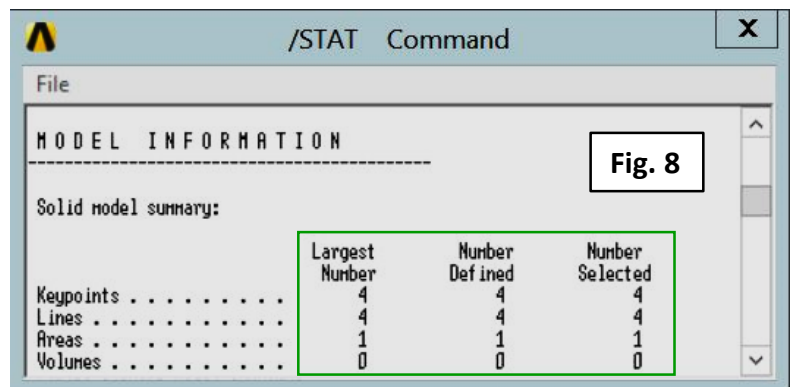 /STAT Command
X
File
MODEL INFORMATION
Fig. 8
Solid model summary:
Largest Number Number
Number Defined Selected
Keypoints . . . . . . . . . . 4 4 4
Lines . . . . . . . . . . . . 4 4 4
Areas . . . . . . . . . . . . 1 1 1
Volumes . . . . . . . . . . . 0 0 0